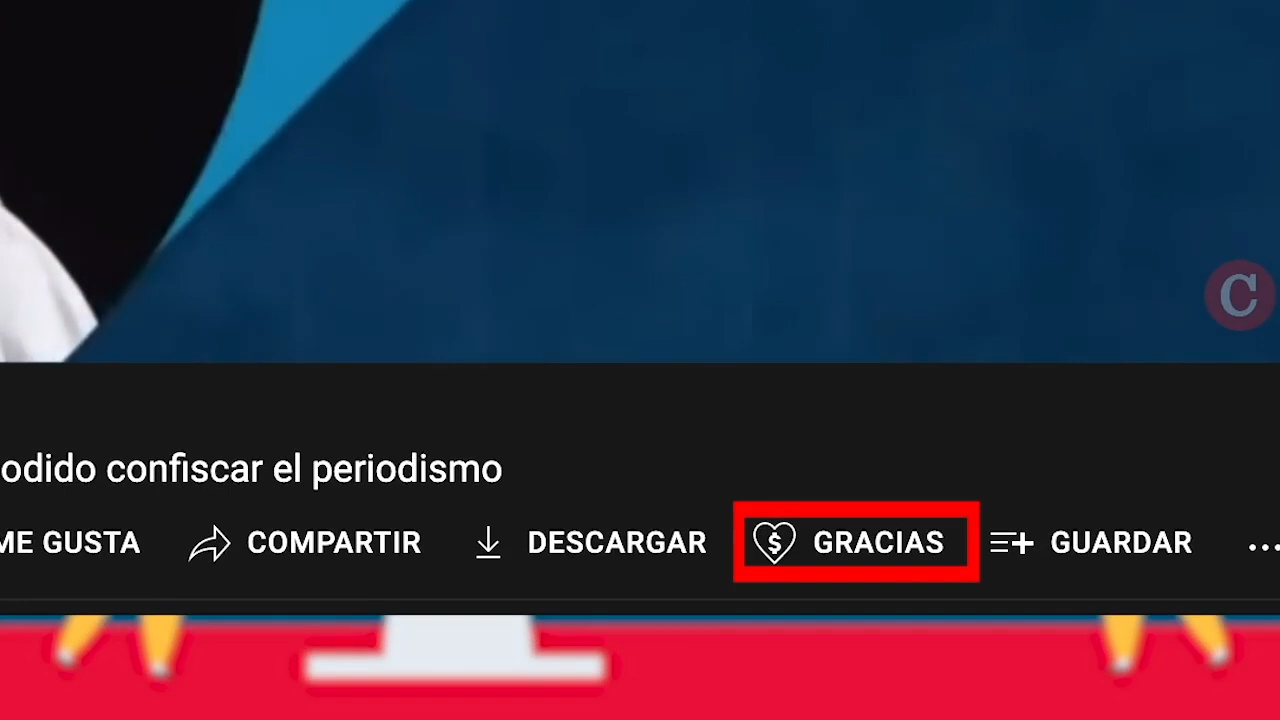 C
odido confiscar el periodismo
ME GUSTA COMPARTIR DESCARGAR $ GRACIAS GUARDAR ...